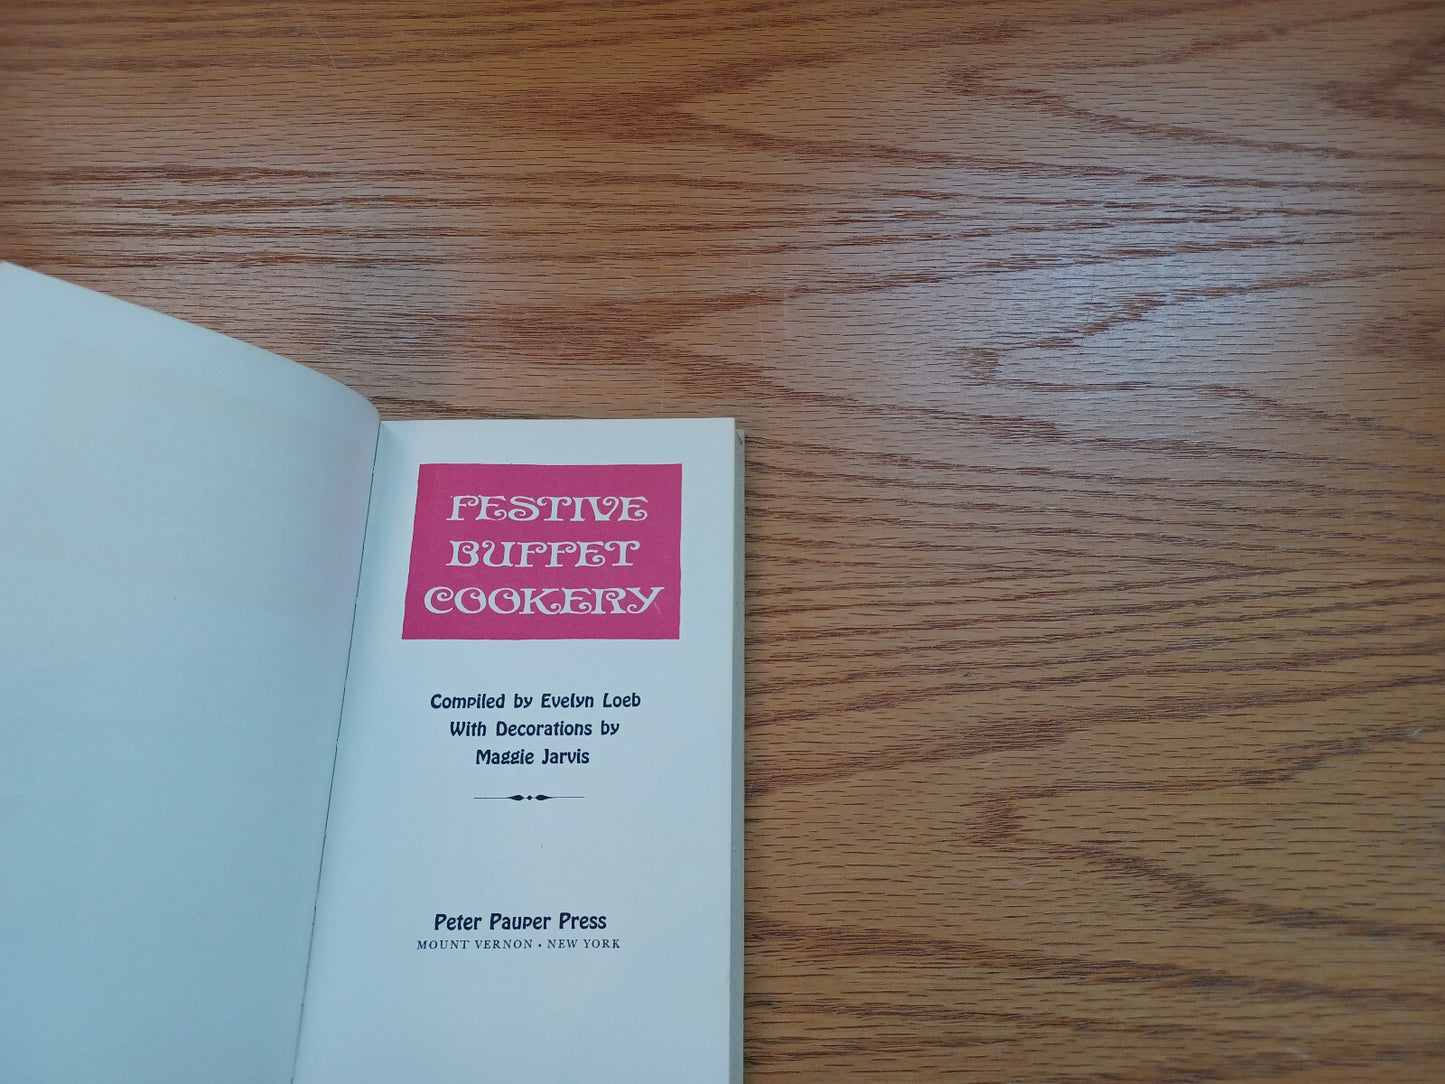 FESTIVE
BUFFET
COOKERY
Compiled by Evelyn Loeb
With Decorations by
Maggie Jarvis
Peter Pauper Press
MOUNT VERNON • NEW YORK